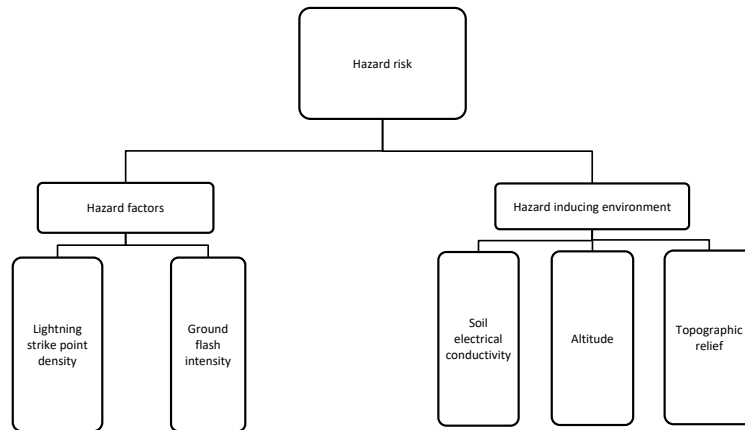 Hazard risk
Hazard factors
Hazard inducing environment
Lightning
strike point
density
Ground
flash
intensity
Soil
electrical
conductivity
Altitude
Topographic
relief